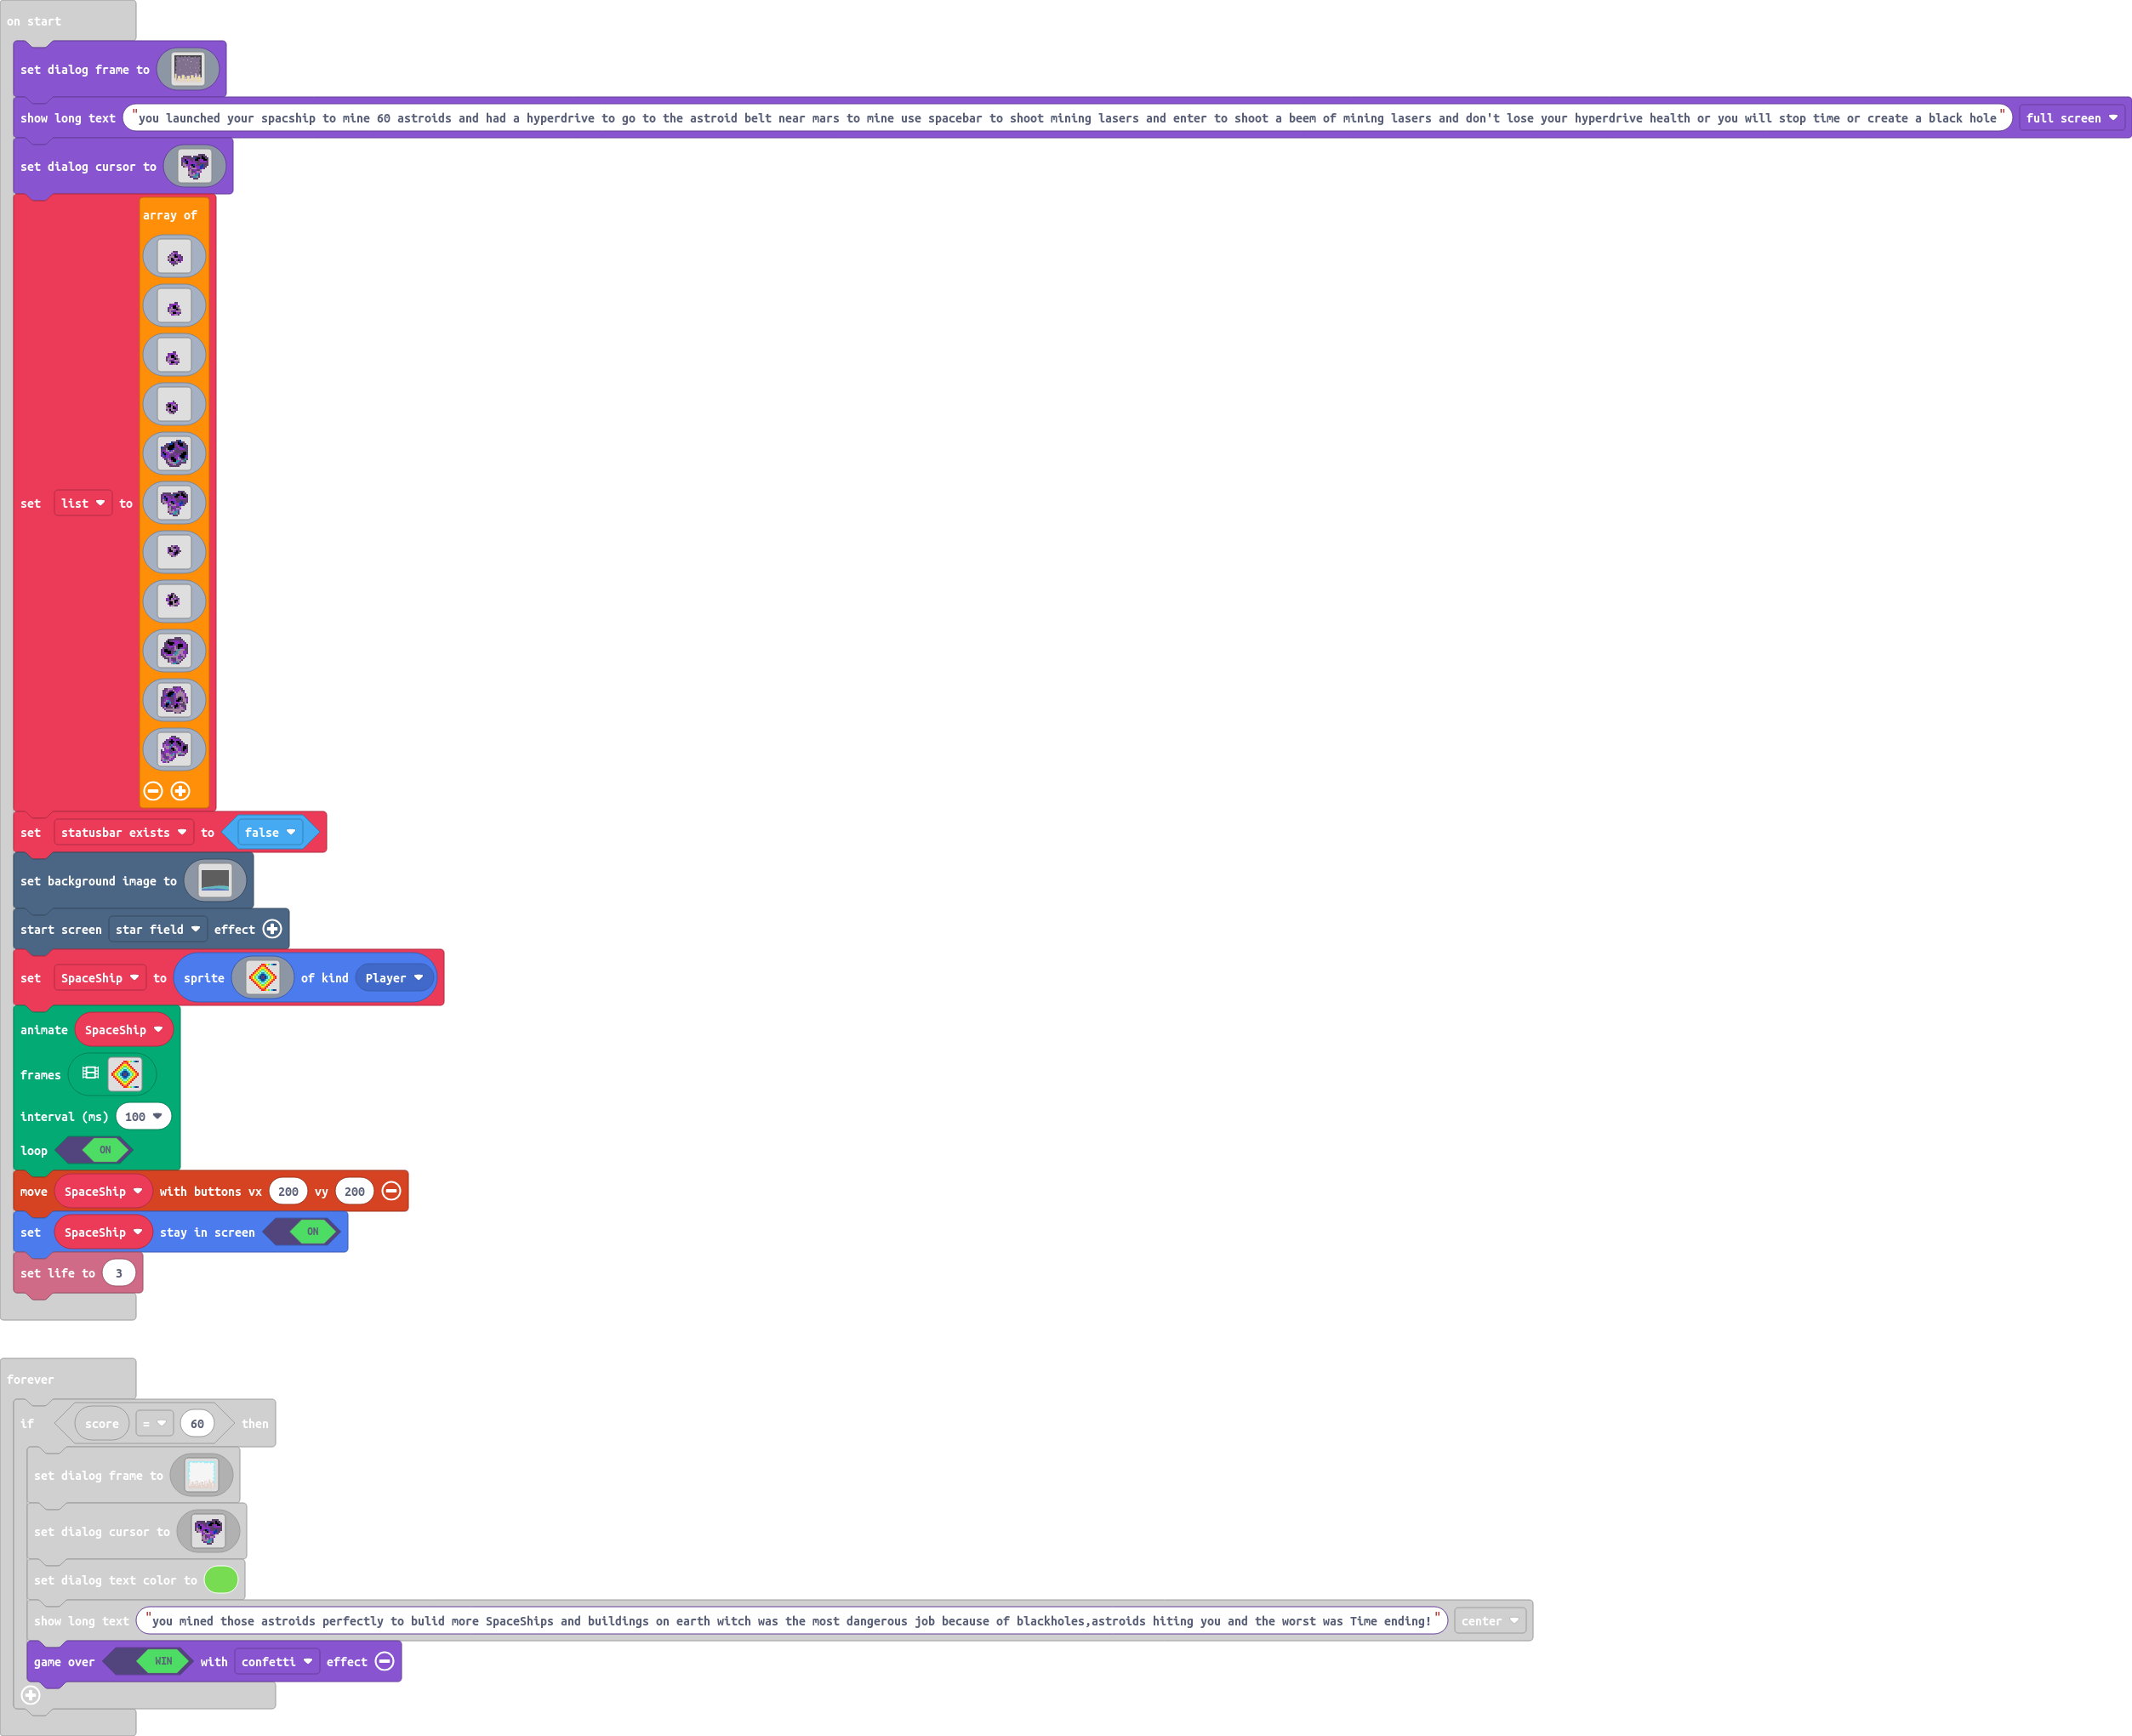 on start
set dialog frame to
show long text "you launched your spacship to mine 60 astroids and had a hyperdrive to go to the astroid belt near mars to mine use spacebar to shoot mining lasers and enter to shoot a beem of mining lasers and don't lose your hyperdrive health or you will stop time or create a black hole" full screen
set dialog cursor to
array of
set list to
set statusbar exists to false
set background image to
start screen star field effect
set SpaceShip to sprite of kind Player
animate SpaceShip
frames
interval (ms) 100
loop ON
move SpaceShip with buttons vx 200 vy 200
set SpaceShip stay in screen ON
set life to 3
forever
if score = 60 then
set dialog frame to
set dialog cursor to
set dialog text color to
show long text "you mined those astroids perfectly to bulid more SpaceShips and buildings on earth witch was the most dangerous job because of blackholes,astroids hiting you and the worst was Time ending!" center
game over WIN with confetti effect